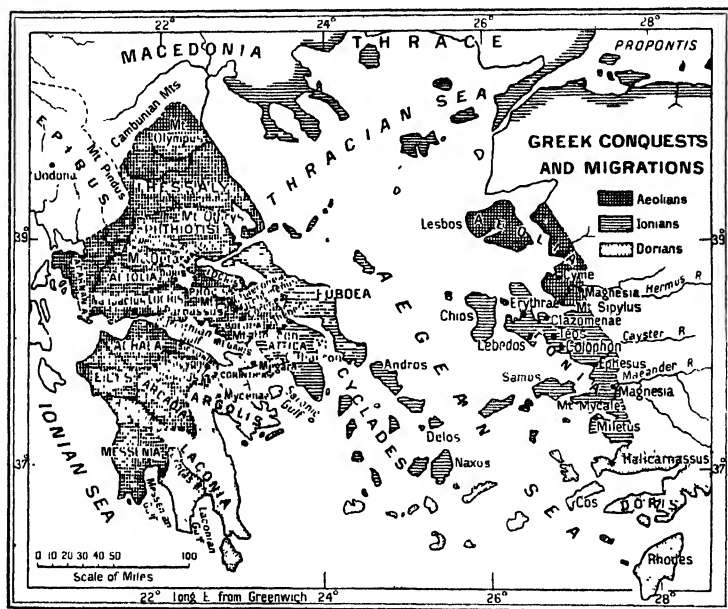 22° 24° 26° 28°
MACEDONIA
THRACE
PROPONTIS
Cambunian Mts
Mt Olympus
EPIRUS
Mt Pindus
Dodona
THRACIAN SEA
GREEK CONQUESTS
AND MIGRATIONS
Aeolians
Ionians
Dorians
THESSALY
Mt Othrys
PHTHIOTIS
39°
39°
Lesbos
AEOLIA
Cyme
Magnesia
Hermus R
Mt Sipylus
AETOLIA
LOCRIS
EUBOEA
AEGEAN SEA
Chios
Erythrae
Clazomenae
Teos
Lebedos
Colophon
Cayster R
IONIA
ATTICA
ACHAIA
ELIS
ARCADIA
Mycenae
ARGOLIS
Saronic
Gulf
Andros
CYCLADES
Samos
Ephesus
Maeander R
Magnesia
Mt Mycale
Miletus
Delos
Naxos
IONIAN SEA
MESSENIA
LACONIA
37°
37°
Halicarnassus
Cos
DORIS
Messenian
Gulf
Laconian
Gulf
Rhodes
0 10 20 30 40 50 100
Scale of Miles
22° long E. from Greenwich 24° 26° 28°